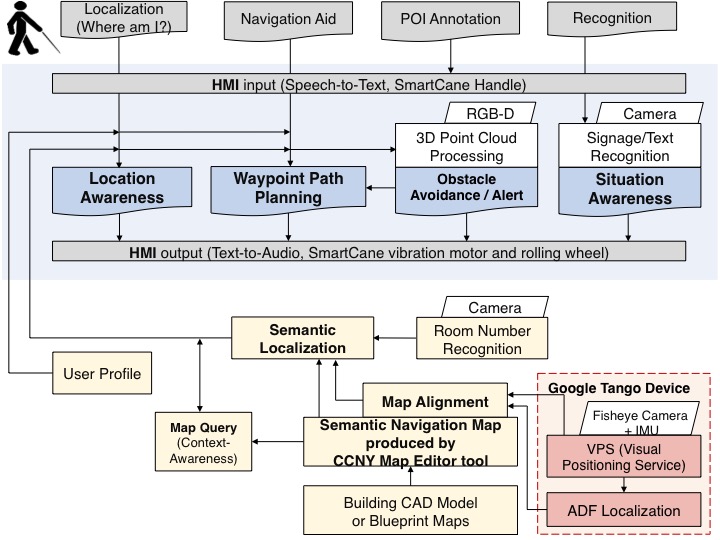 Localization
(Where am I?)
Navigation Aid
POI Annotation
Recognition
HMI input (Speech-to-Text, SmartCane Handle)
RGB-D
Camera
3D Point Cloud
Processing
Signage/Text
Recognition
Location
Awareness
Waypoint Path
Planning
Obstacle
Avoidance / Alert
Situation
Awareness
HMI output (Text-to-Audio, SmartCane vibration motor and rolling wheel)
Camera
Semantic
Localization
Room Number
Recognition
User Profile
Google Tango Device
Map Alignment
Fisheye Camera
+ IMU
Map Query
(Context-
Awareness)
Semantic Navigation Map
produced by
CCNY Map Editor tool
VPS (Visual
Positioning Service)
Building CAD Model
or Blueprint Maps
ADF Localization